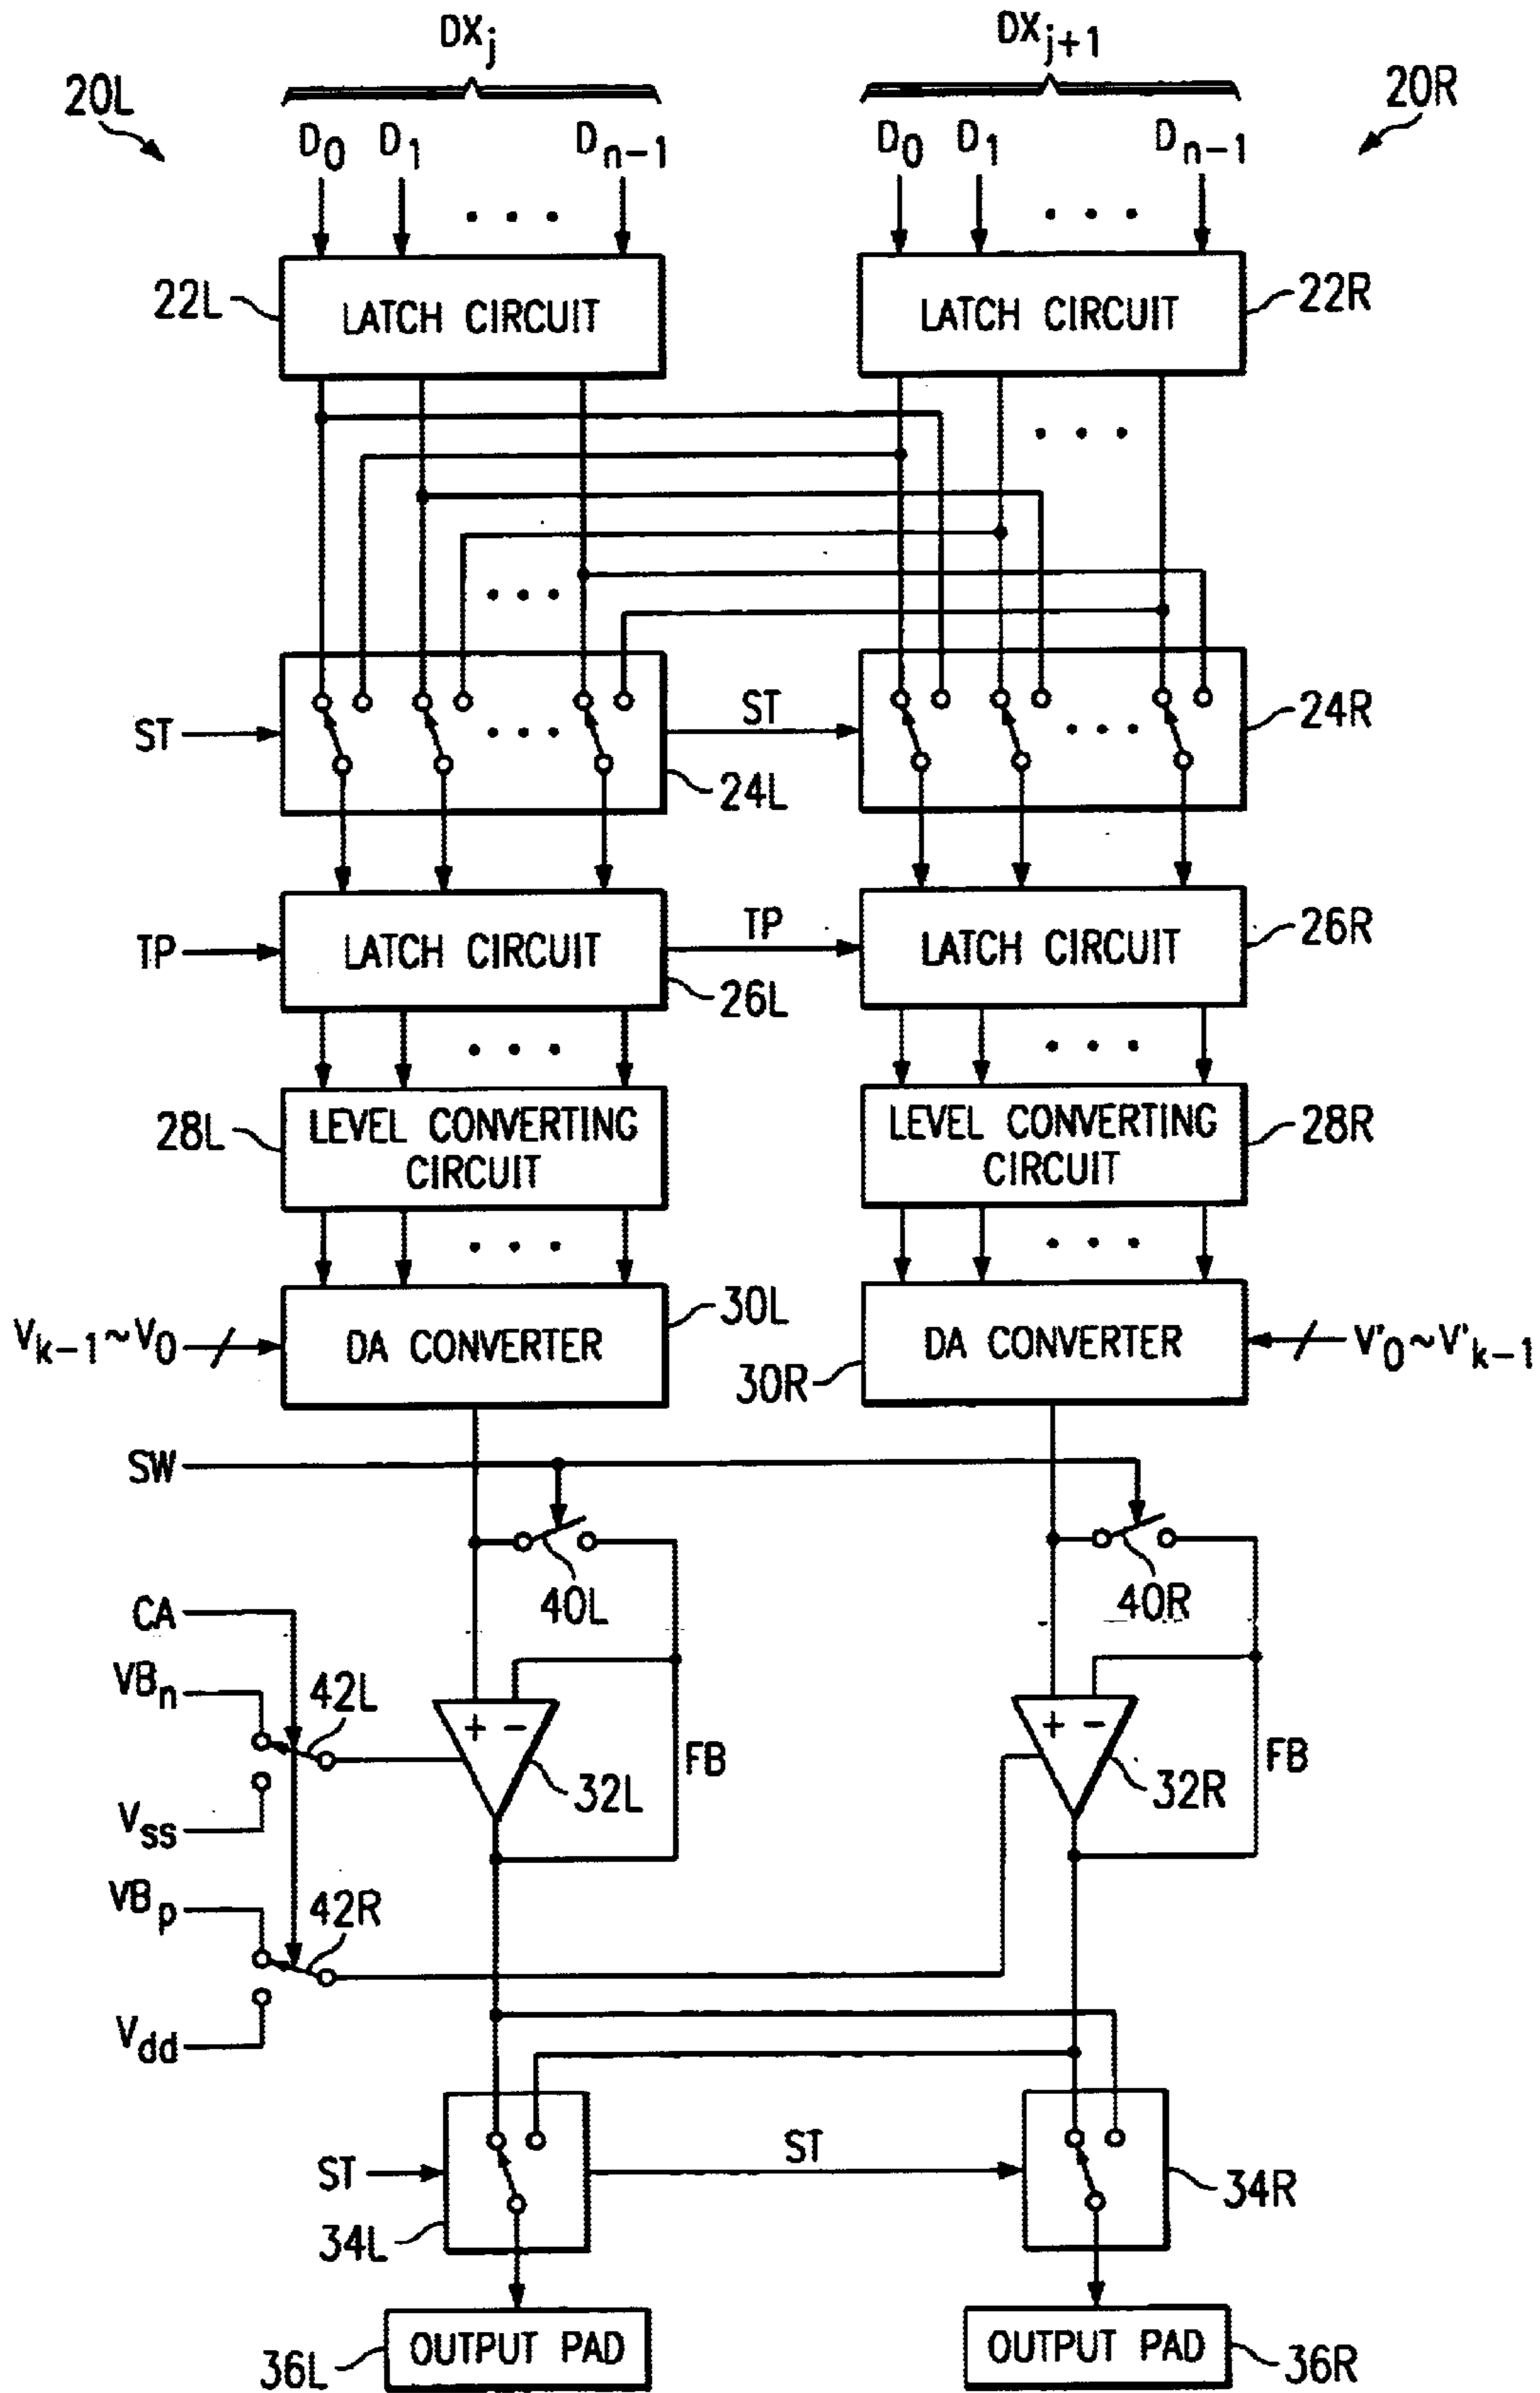 DXj DXj+1
20L 20R
D0 D1 Dn-1 D0 D1 Dn-1
22L LATCH CIRCUIT LATCH CIRCUIT 22R
ST ST 24R
24L
TP LATCH CIRCUIT TP LATCH CIRCUIT 26R
26L
28L LEVEL CONVERTING CIRCUIT LEVEL CONVERTING CIRCUIT 28R
30L
Vk-1~V0 DA CONVERTER DA CONVERTER V'0~V'k-1
30R
SW
40L 40R
CA
VBn 42L
+ - + -
FB FB
32L 32R
Vss
VBp 42R
Vdd
ST ST
34L 34R
36L OUTPUT PAD OUTPUT PAD 36R